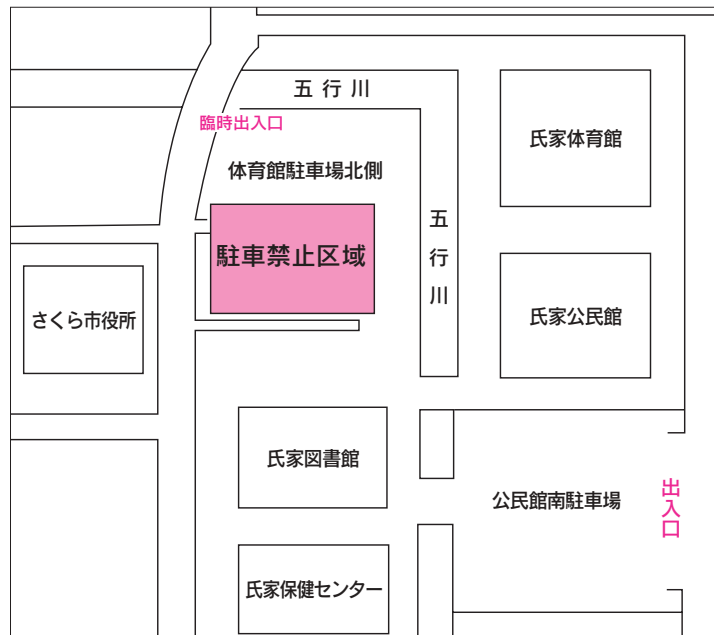 五行川
臨時出入口
氏家体育館
体育館駐車場北側
五行川
駐車禁止区域
さくら市役所
氏家公民館
氏家図書館
公民館南駐車場
出入口
氏家保健センター